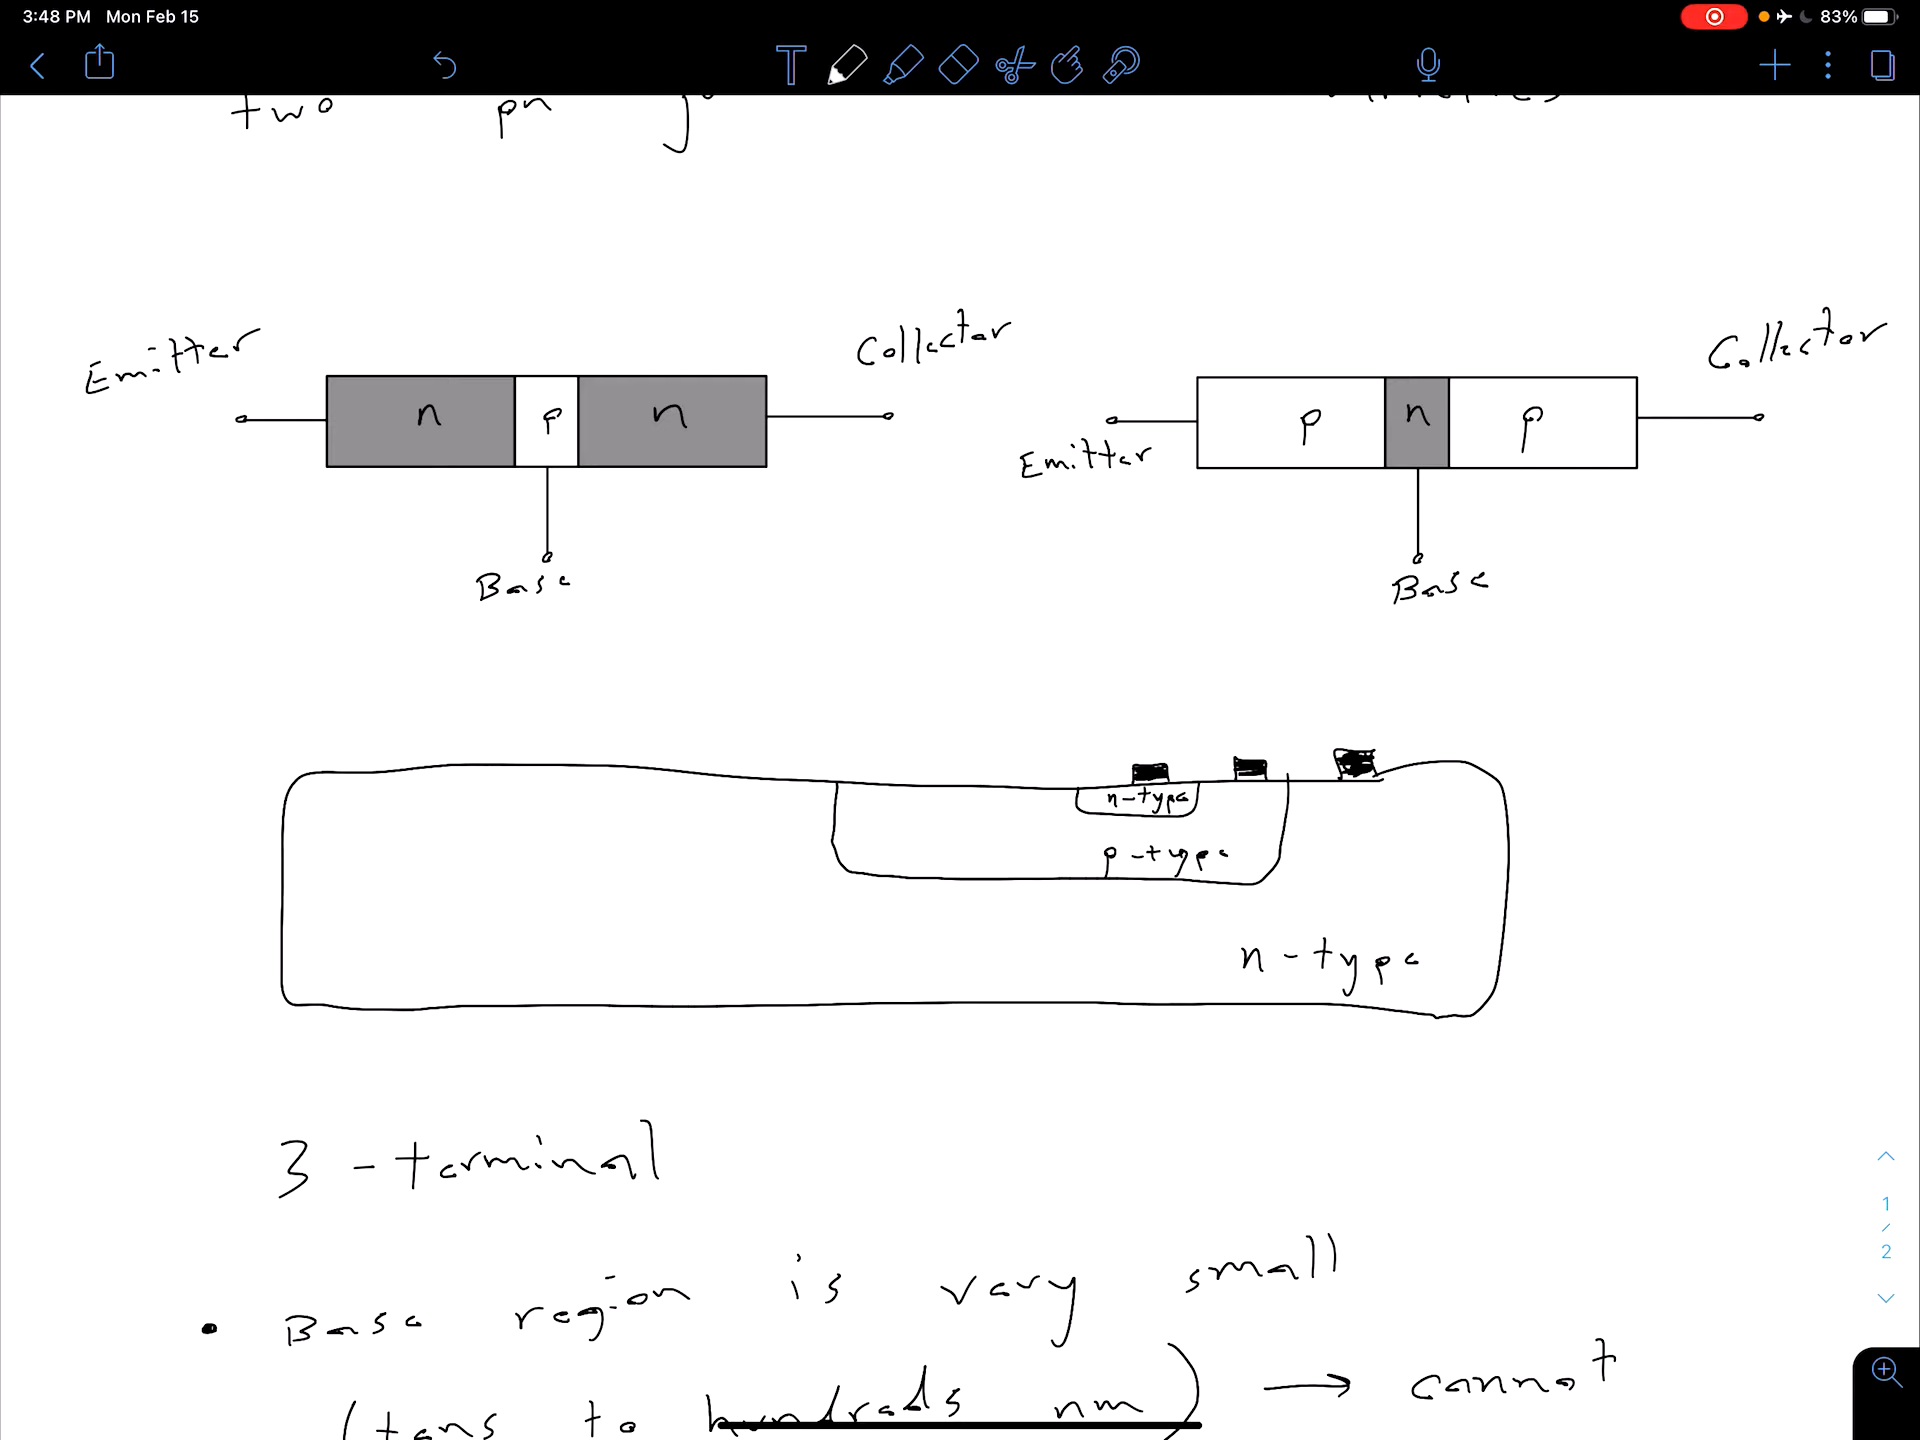 3:48 PM Mon Feb 15
83%
two pn
Emitter
Collector
Collector
n p n
p n p
Emitter
Base
Base
n-type
p-type
n-type
3-terminal
1
/
2
• Base region is very small
(tens to hundreds nm) → cannot